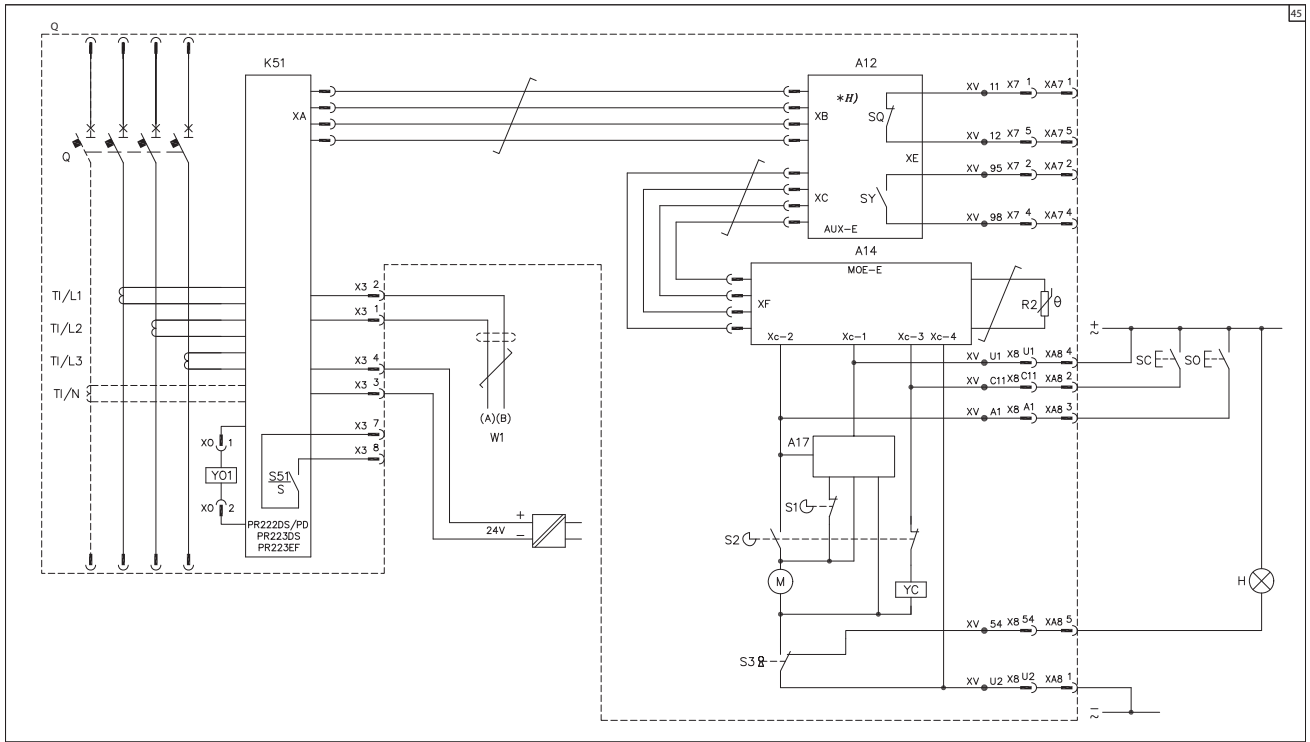 45
Q
K51
XA
A12
*H)
XB
SQ
XE
XC
SY
AUX-E
XV 11 X7 1 XA7 1
XV 12 X7 5 XA7 5
XV 95 X7 2 XA7 2
XV 98 X7 4 XA7 4
Q
A14
MOE-E
XF
R2 θ
Xc-2 Xc-1 Xc-3 Xc-4
TI/L1
TI/L2
TI/L3
TI/N
X3 2
X3 1
X3 4
X3 3
X3 7
X3 8
(A)(B)
W1
+
~
SC
SO
XV U1 X8 U1 XA8 4
XV C11 X8 C11 XA8 2
XV A1 X8 A1 XA8 3
XO 1
YO1
XO 2
S51
S
PR222DS/PD
PR223DS
PR223EF
+
24V
−
A17
S1
S2
M
YC
H
XV 54 X8 54 XA8 5
S3
XV U2 X8 U2 XA8 1
−
~